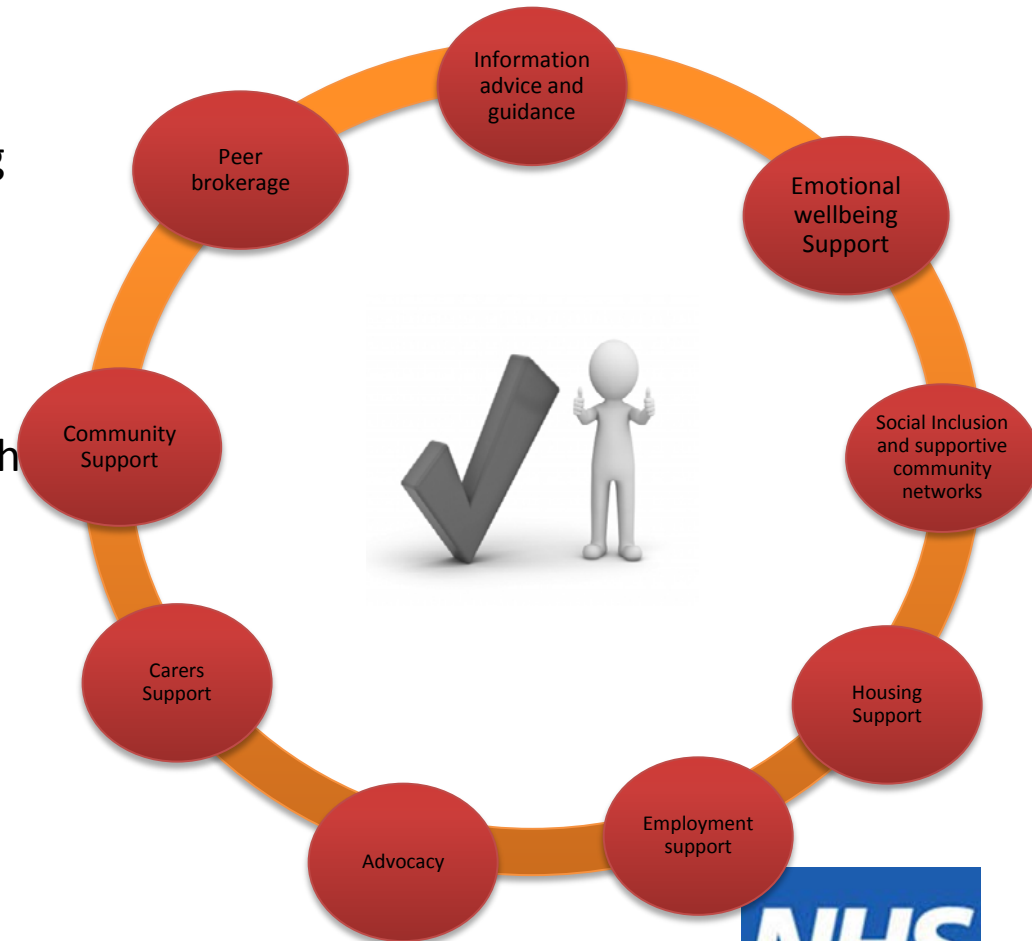 Information
advice and
guidance
Emotional
wellbeing
Support
Social Inclusion
and supportive
community
networks
Housing
Support
Employment
support
Advocacy
Carers
Support
Community
Support
Peer
brokerage
g
h
NHS